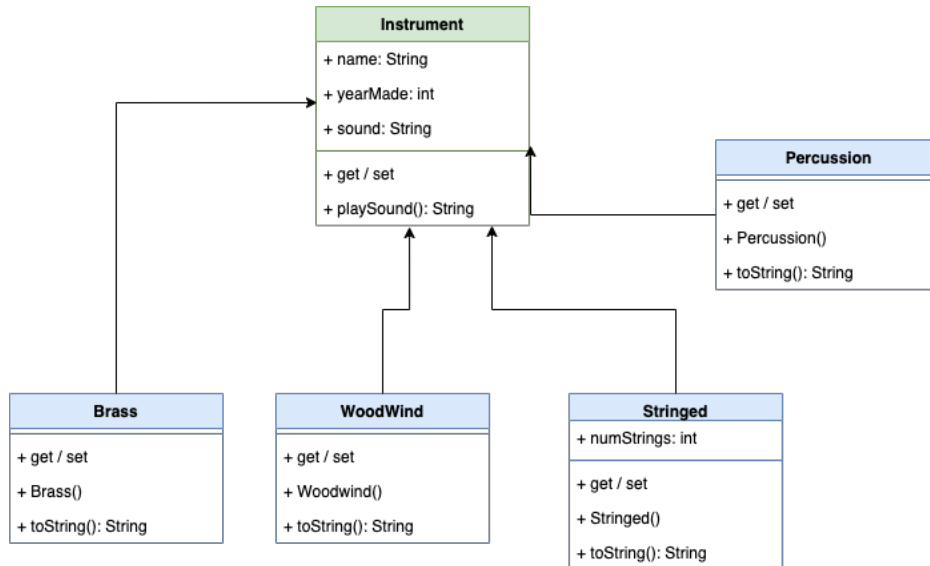 Instrument
+ name: String
+ yearMade: int
+ sound: String
+ get / set
+ playSound(): String
Percussion
+ get / set
+ Percussion()
+ toString(): String
Brass
+ get / set
+ Brass()
+ toString(): String
WoodWind
+ get / set
+ Woodwind()
+ toString(): String
Stringed
+ numStrings: int
+ get / set
+ Stringed()
+ toString(): String